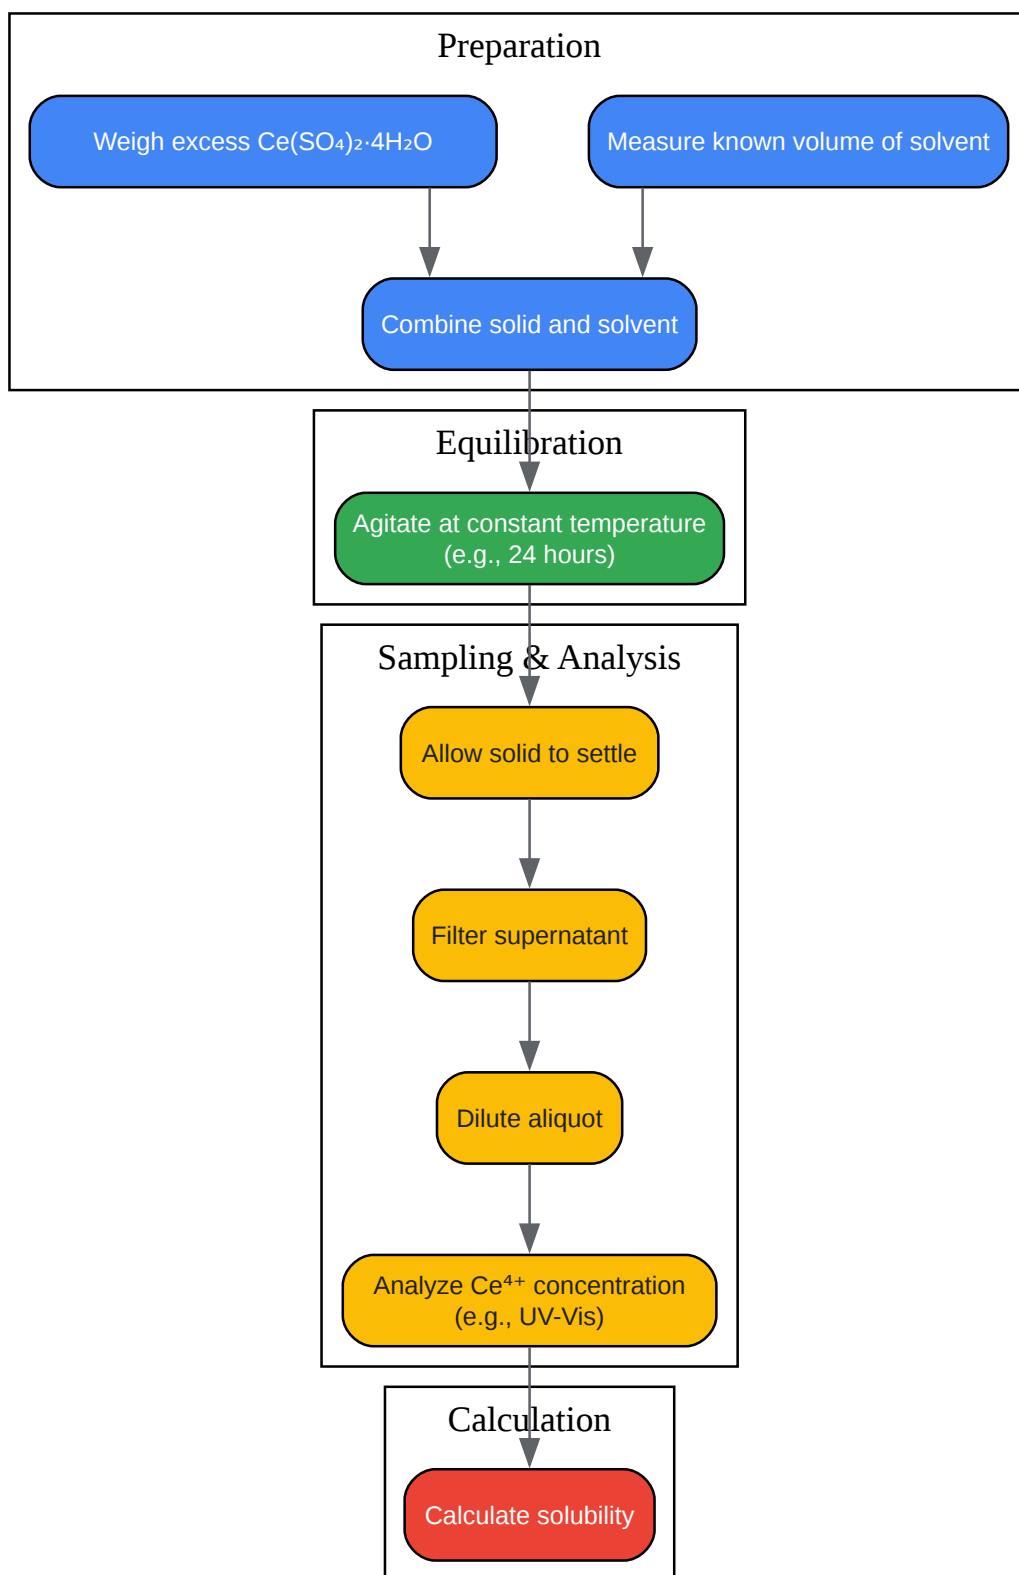 Preparation
Weigh excess Ce(SO₄)₂·4H₂O
Measure known volume of solvent
Combine solid and solvent
Equilibration
Agitate at constant temperature
(e.g., 24 hours)
Sampling & Analysis
Allow solid to settle
Filter supernatant
Dilute aliquot
Analyze Ce⁴⁺ concentration
(e.g., UV-Vis)
Calculation
Calculate solubility